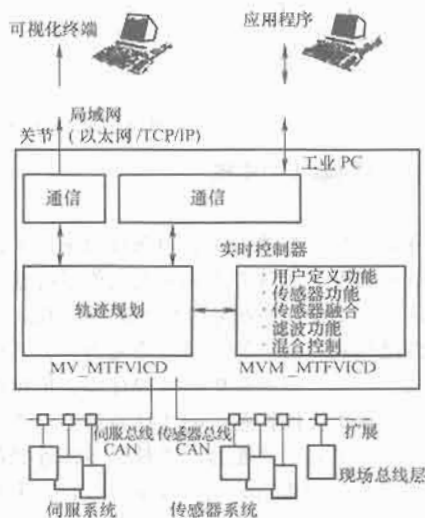 可视化终端
应用程序
局域网
关节
(以太网/TCP/IP)
工业 PC
通信
通信
实时控制器
轨迹规划
·用户定义功能
·传感器功能
·传感器融合
·滤波功能
·混合控制
MV_MTFVICD
MVM_MTFVICD
伺服总线
CAN
传感器总线
CAN
扩展
现场总线层
伺服系统
传感器系统